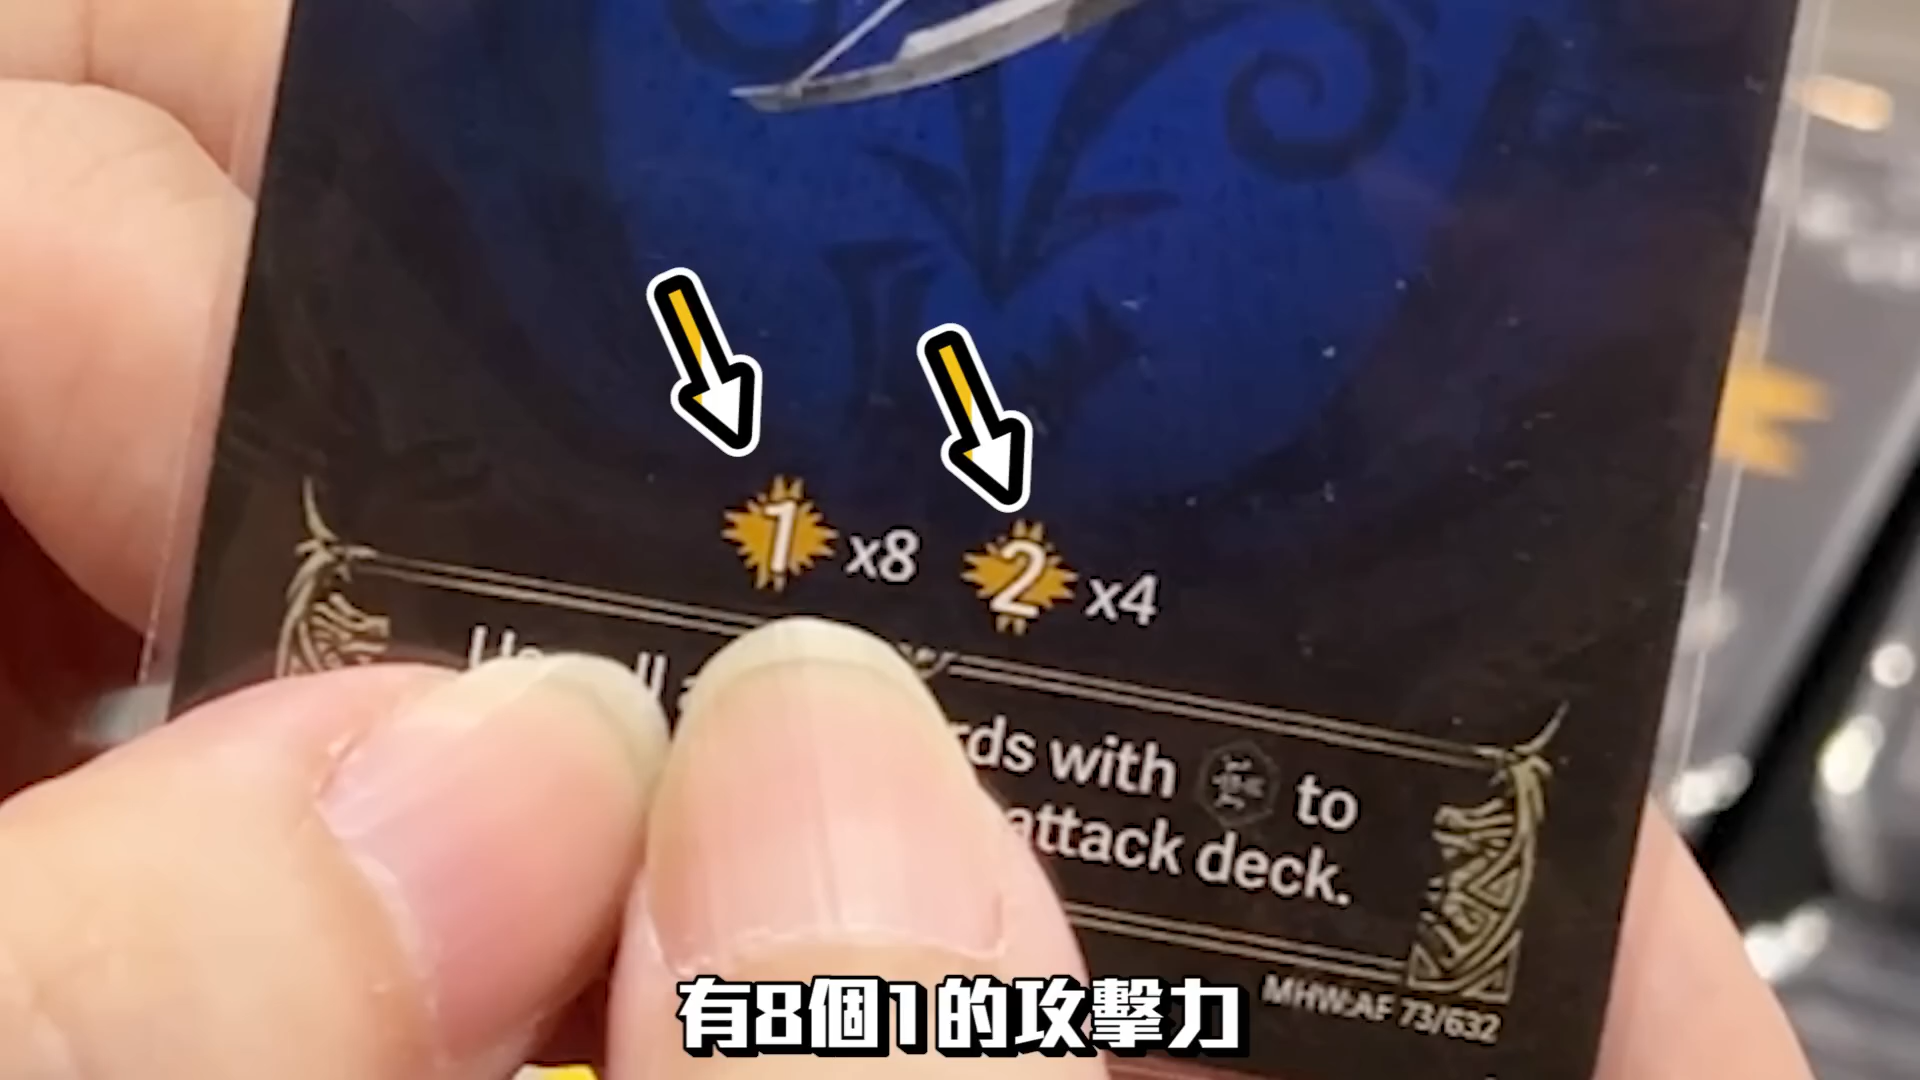 1 x8 2 x4
rds with to
attack deck.
MHW:AF 73/632
有8個1的攻擊力